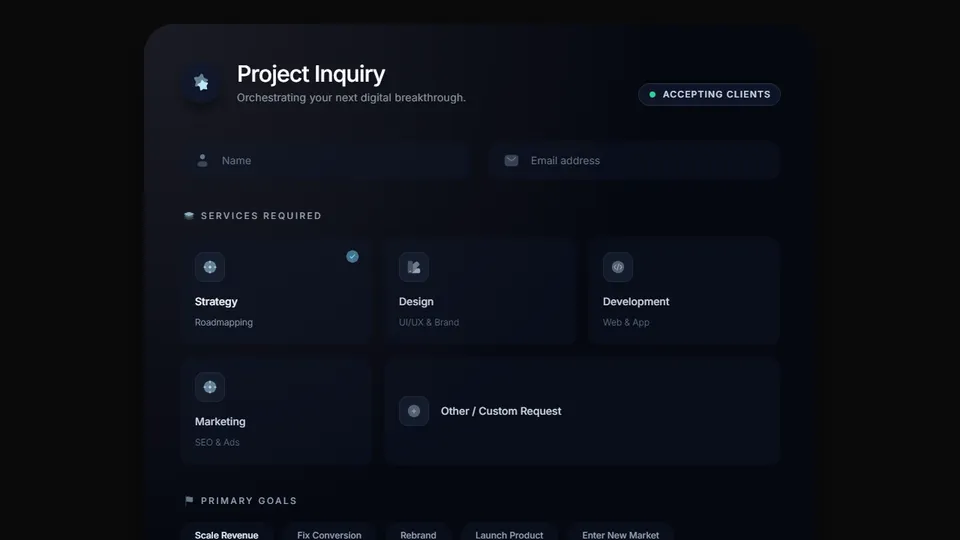 Project Inquiry
Orchestrating your next digital breakthrough.
ACCEPTING CLIENTS
Name
Email address
SERVICES REQUIRED
Strategy
Roadmapping
Design
UI/UX & Brand
Development
Web & App
Marketing
SEO & Ads
Other / Custom Request
PRIMARY GOALS
Scale Revenue
Fix Conversion
Rebrand
Launch Product
Enter New Market